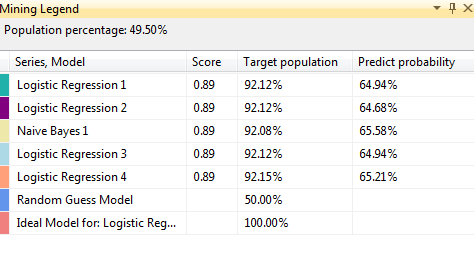 Mining Legend
Population percentage: 49.50%
Series, Model Score Target population Predict probability
Logistic Regression 1 0.89 92.12% 64.94%
Logistic Regression 2 0.89 92.12% 64.68%
Naive Bayes 1 0.89 92.08% 65.58%
Logistic Regression 3 0.89 92.12% 64.94%
Logistic Regression 4 0.89 92.15% 65.21%
Random Guess Model 50.00%
Ideal Model for: Logistic Reg... 100.00%